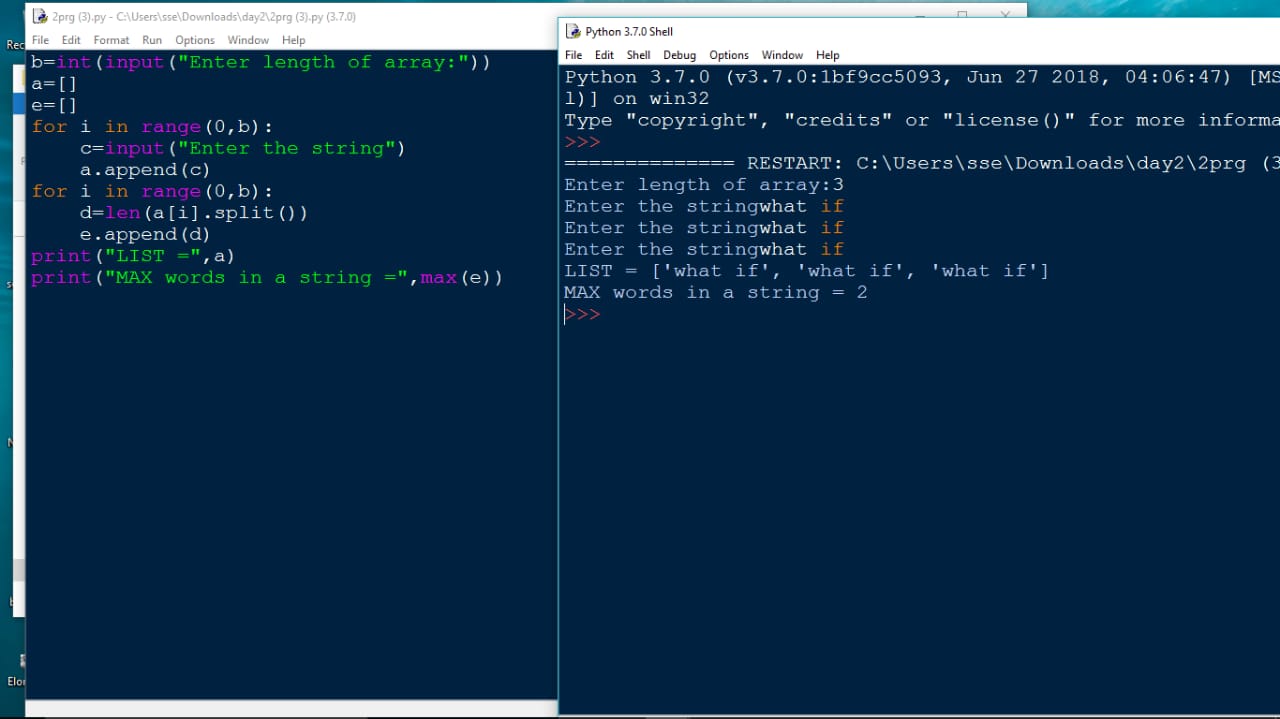 2prg (3).py - C:\Users\sse\Downloads\day2\2prg (3).py (3.7.0)
File Edit Format Run Options Window Help
b=int(input("Enter length of array:"))
a=[]
e=[]
for i in range(0,b):
    c=input("Enter the string")
    a.append(c)
for i in range(0,b):
    d=len(a[i].split())
    e.append(d)
print("LIST =",a)
print("MAX words in a string =",max(e))
Python 3.7.0 Shell
File Edit Shell Debug Options Window Help
Python 3.7.0 (v3.7.0:1bf9cc5093, Jun 27 2018, 04:06:47) [MS
l)] on win32
Type "copyright", "credits" or "license()" for more informa
>>>
============== RESTART: C:\Users\sse\Downloads\day2\2prg (3
Enter length of array:3
Enter the stringwhat if
Enter the stringwhat if
Enter the stringwhat if
LIST = ['what if', 'what if', 'what if']
MAX words in a string = 2
>>>
Rec
Elo